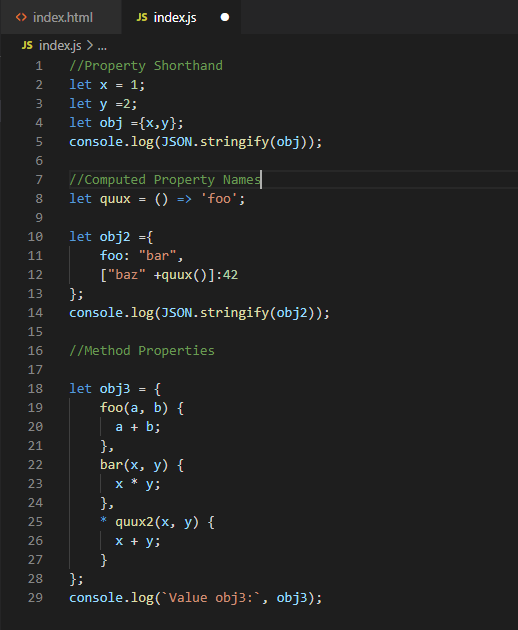 <> index.html JS index.js ●
JS index.js > ...
1 //Property Shorthand
2 let x = 1;
3 let y =2;
4 let obj ={x,y};
5 console.log(JSON.stringify(obj));
6
7 //Computed Property Names
8 let quux = () => 'foo';
9
10 let obj2 ={
11     foo: "bar",
12     ["baz" +quux()]:42
13 };
14 console.log(JSON.stringify(obj2));
15
16 //Method Properties
17
18 let obj3 = {
19     foo(a, b) {
20       a + b;
21     },
22     bar(x, y) {
23       x * y;
24     },
25     * quux2(x, y) {
26       x + y;
27     }
28 };
29 console.log(`Value obj3:`, obj3);